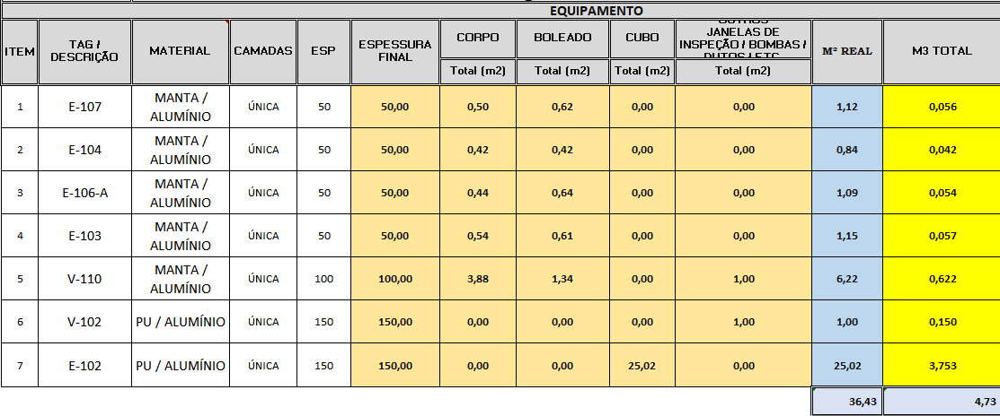 EQUIPAMENTO
ITEM TAG / DESCRIÇÃO MATERIAL CAMADAS ESP ESPESSURA FINAL CORPO BOLEADO CUBO OUTROS JANELAS DE INSPEÇÃO / BOMBAS / DUTOS / ETC M² REAL M3 TOTAL
Total (m2) Total (m2) Total (m2) Total (m2)
1 E-107 MANTA / ALUMÍNIO ÚNICA 50 50,00 0,50 0,62 0,00 0,00 1,12 0,056
2 E-104 MANTA / ALUMÍNIO ÚNICA 50 50,00 0,42 0,42 0,00 0,00 0,84 0,042
3 E-106-A MANTA / ALUMÍNIO ÚNICA 50 50,00 0,44 0,64 0,00 0,00 1,09 0,054
4 E-103 MANTA / ALUMÍNIO ÚNICA 50 50,00 0,54 0,61 0,00 0,00 1,15 0,057
5 V-110 MANTA / ALUMÍNIO ÚNICA 100 100,00 3,88 1,34 0,00 1,00 6,22 0,622
6 V-102 PU / ALUMÍNIO ÚNICA 150 150,00 0,00 0,00 0,00 1,00 1,00 0,150
7 E-102 PU / ALUMÍNIO ÚNICA 150 150,00 0,00 0,00 25,02 0,00 25,02 3,753
36,43 4,73